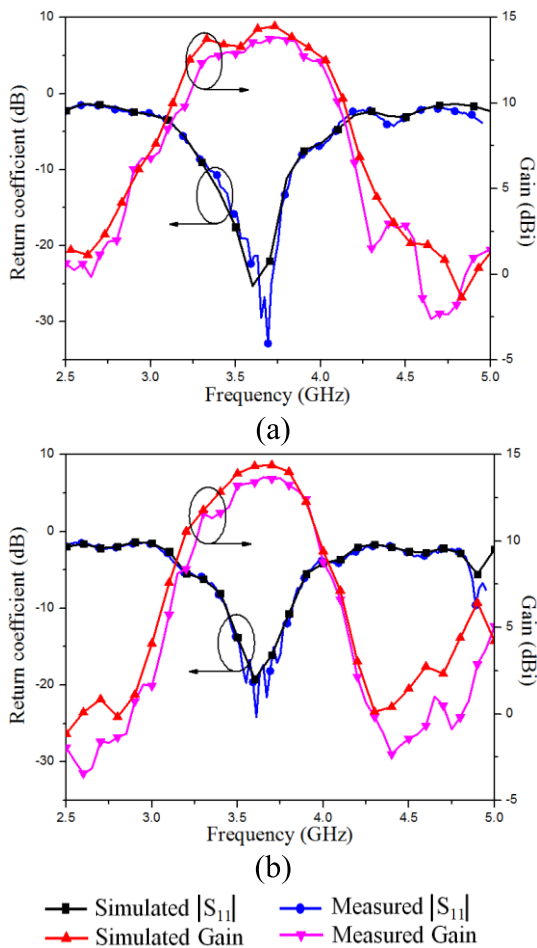 10
0
-10
-20
-30
15
10
5
0
-5
2.5 3.0 3.5 4.0 4.5 5.0
Return coefficient (dB)
Gain (dBi)
Frequency (GHz)
(a)
10
0
-10
-20
-30
15
10
5
0
-5
2.5 3.0 3.5 4.0 4.5 5.0
Return coefficient (dB)
Gain (dBi)
Frequency (GHz)
(b)
Simulated |S11| Measured |S11|
Simulated Gain Measured Gain